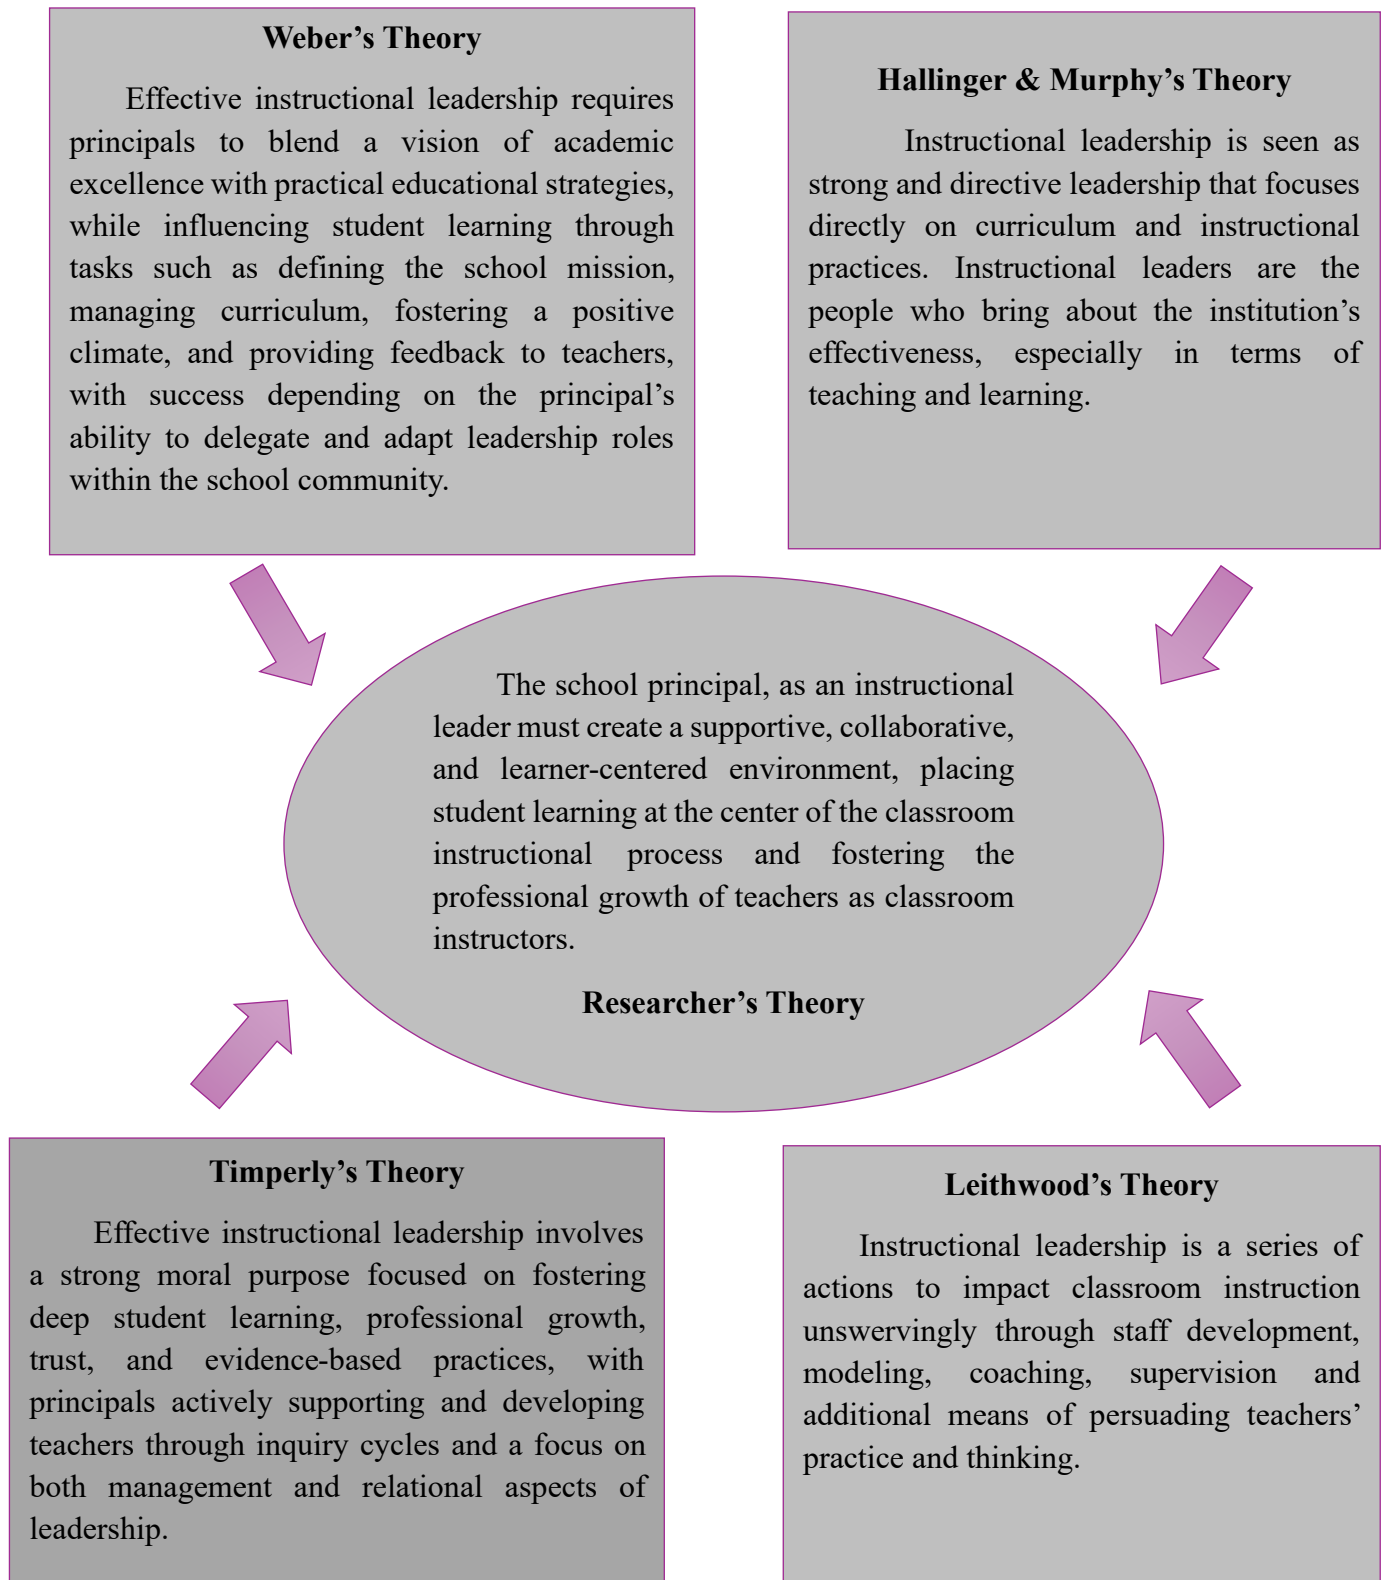 Weber’s Theory
Effective instructional leadership requires
principals to blend a vision of academic
excellence with practical educational strategies,
while influencing student learning through
tasks such as defining the school mission,
managing curriculum, fostering a positive
climate, and providing feedback to teachers,
with success depending on the principal’s
ability to delegate and adapt leadership roles
within the school community.
Hallinger & Murphy’s Theory
Instructional leadership is seen as
strong and directive leadership that focuses
directly on curriculum and instructional
practices. Instructional leaders are the
people who bring about the institution’s
effectiveness, especially in terms of
teaching and learning.
The school principal, as an instructional
leader must create a supportive, collaborative,
and learner-centered environment, placing
student learning at the center of the classroom
instructional process and fostering the
professional growth of teachers as classroom
instructors.
Researcher’s Theory
Timperly’s Theory
Effective instructional leadership involves
a strong moral purpose focused on fostering
deep student learning, professional growth,
trust, and evidence-based practices, with
principals actively supporting and developing
teachers through inquiry cycles and a focus on
both management and relational aspects of
leadership.
Leithwood’s Theory
Instructional leadership is a series of
actions to impact classroom instruction
unswervingly through staff development,
modeling, coaching, supervision and
additional means of persuading teachers’
practice and thinking.